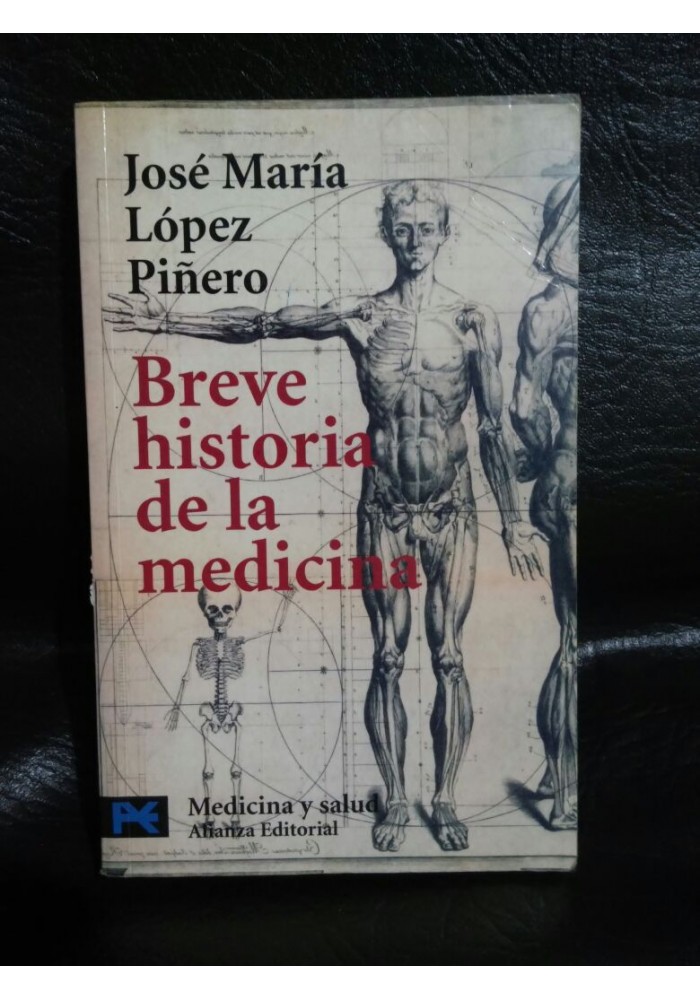 José María
López
Piñero
Breve
historia
de la
medicina
Medicina y salud
Alianza Editorial